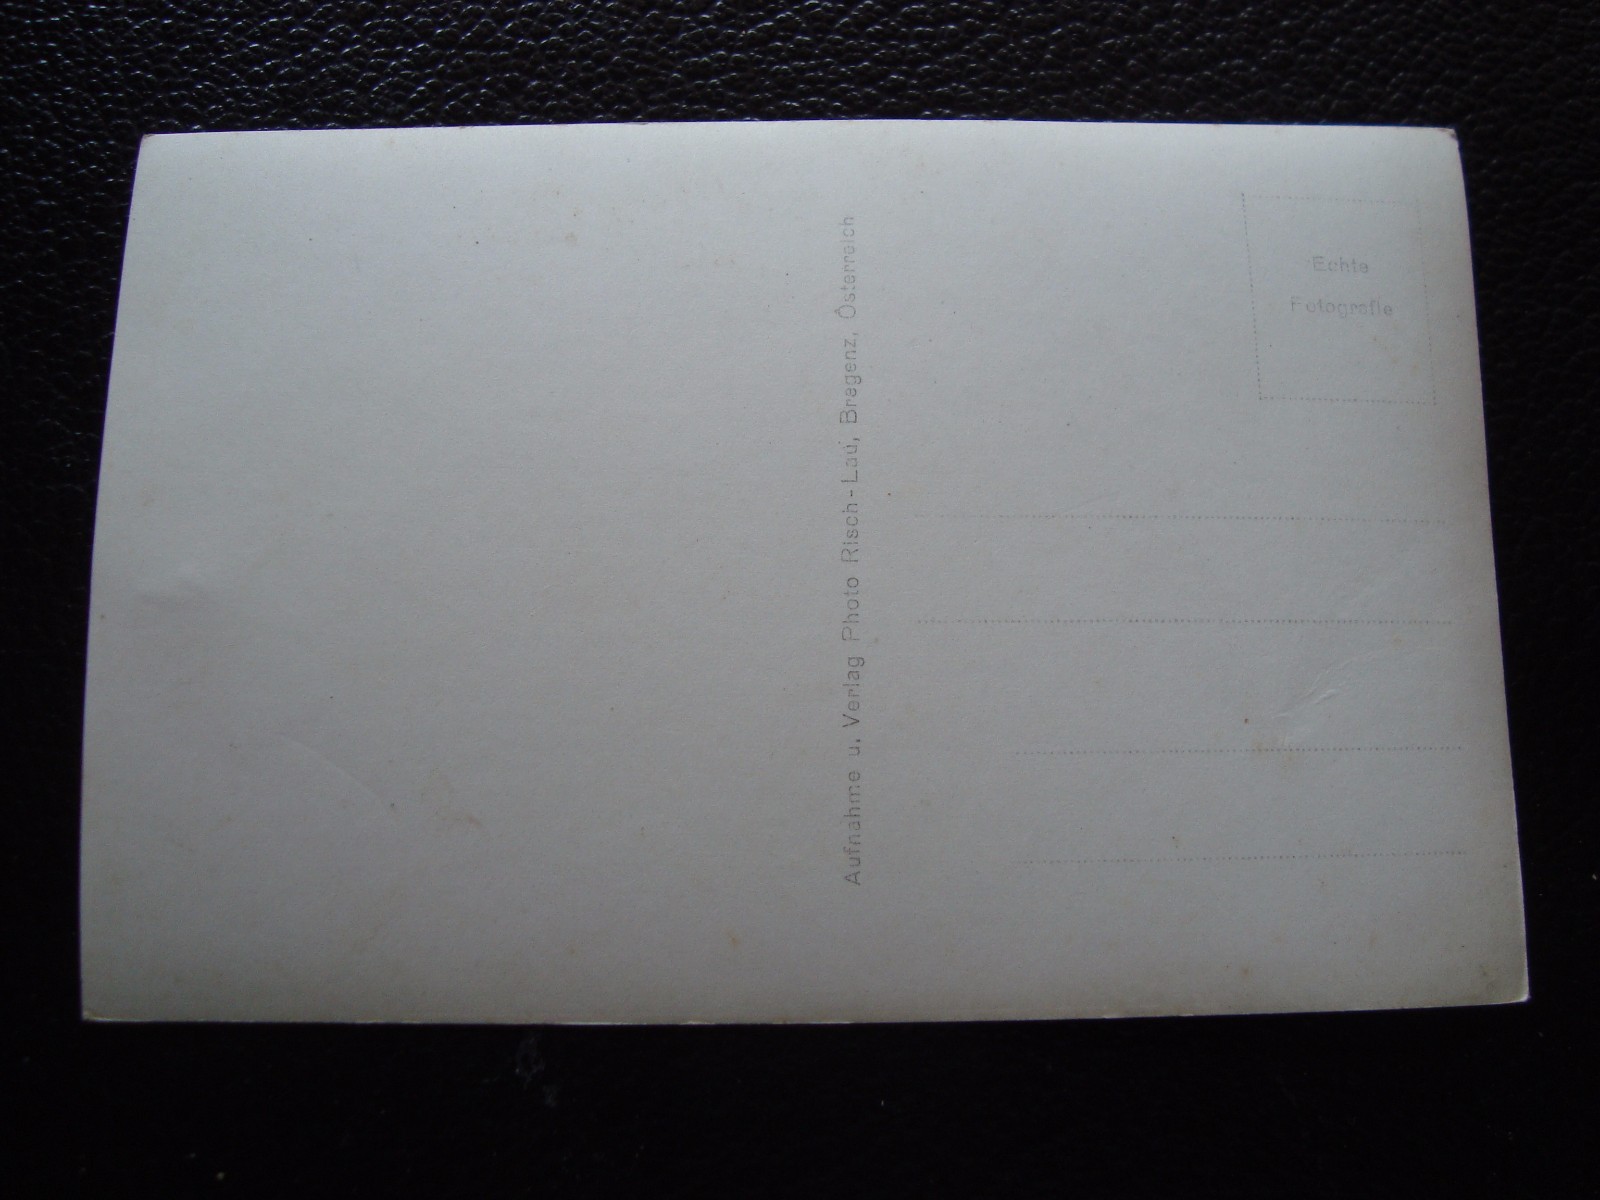 Aufnahme u. Verlag Photo Risch-Lau, Bregenz, Österreich
Echte
Fotografie